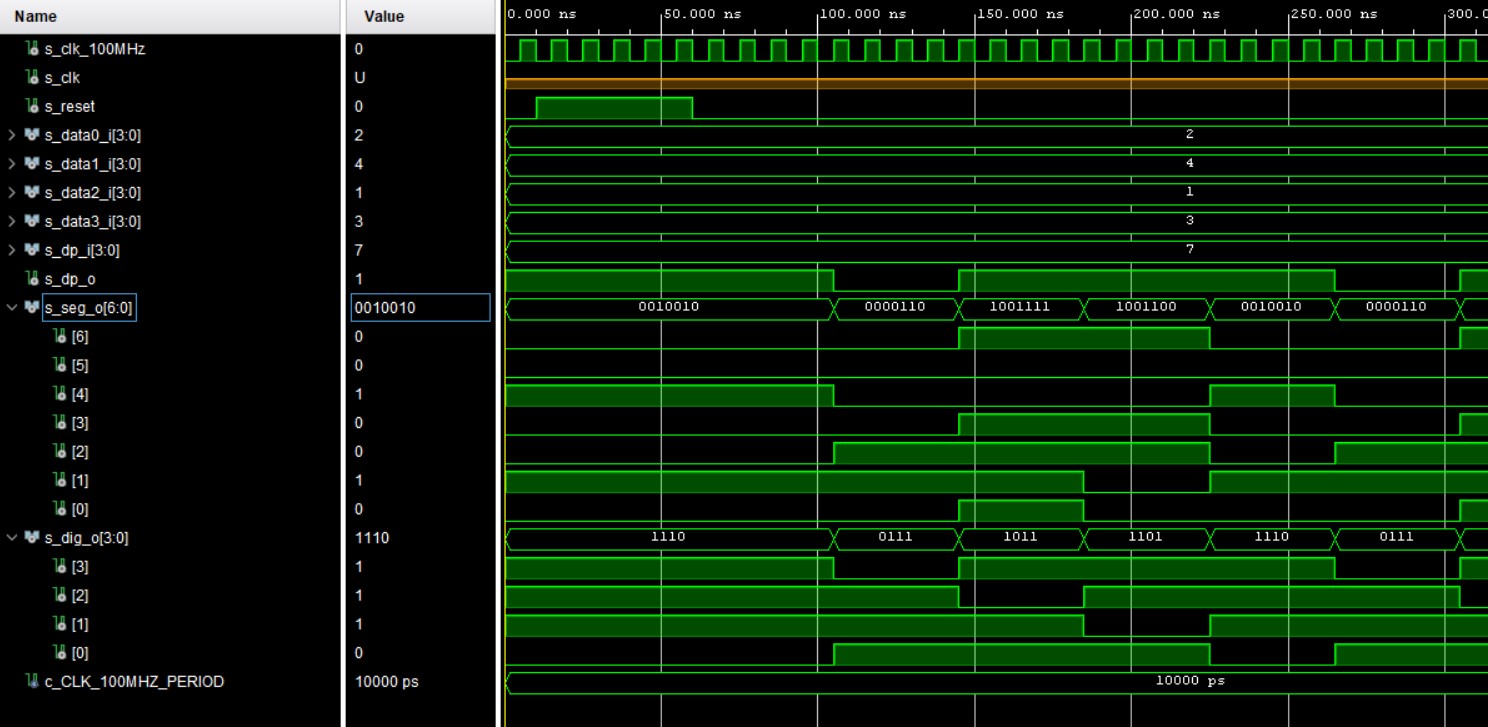 Name Value 0.000 ns 50.000 ns 100.000 ns 150.000 ns 200.000 ns 250.000 ns 300.0
s_clk_100MHz 0
s_clk U
s_reset 0
s_data0_i[3:0] 2 2
s_data1_i[3:0] 4 4
s_data2_i[3:0] 1 1
s_data3_i[3:0] 3 3
s_dp_i[3:0] 7 7
s_dp_o 1
s_seg_o[6:0] 0010010 0010010 0000110 1001111 1001100 0010010 0000110
[6] 0
[5] 0
[4] 1
[3] 0
[2] 0
[1] 1
[0] 0
s_dig_o[3:0] 1110 1110 0111 1011 1101 1110 0111
[3] 1
[2] 1
[1] 1
[0] 0
c_CLK_100MHZ_PERIOD 10000 ps 10000 ps